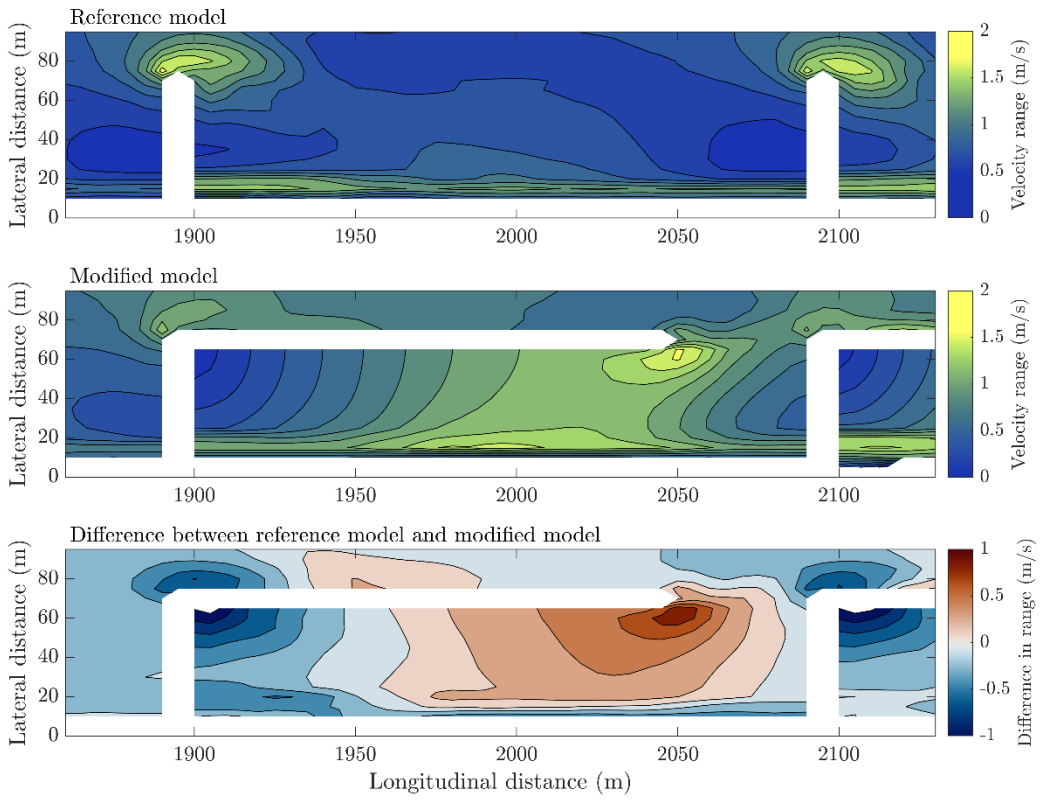 Reference model
Lateral distance (m)
80
60
40
20
0
1900 1950 2000 2050 2100
2
1.5
1
0.5
0
Velocity range (m/s)
Modified model
Lateral distance (m)
80
60
40
20
0
1900 1950 2000 2050 2100
2
1.5
1
0.5
0
Velocity range (m/s)
Difference between reference model and modified model
Lateral distance (m)
80
60
40
20
0
1900 1950 2000 2050 2100
Longitudinal distance (m)
1
0.5
0
-0.5
-1
Difference in range (m/s)